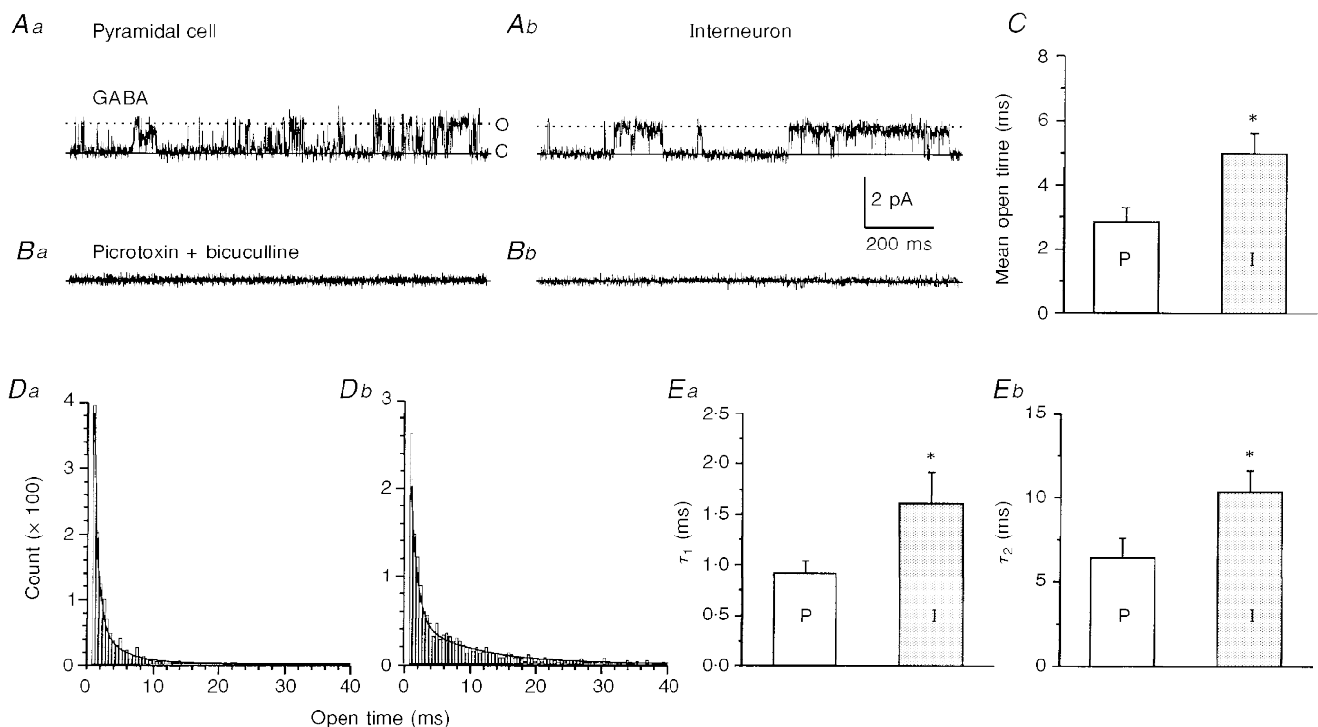 Aa Pyramidal cell
Ab Interneuron
GABA
O
C
2 pA
200 ms
Ba Picrotoxin + bicuculline
Bb
C
8
6
4
2
0
Mean open time (ms)
*
P
I
Da
4
3
2
1
0
Count (× 100)
0 10 20 30 40
Db
3
2
1
0
0 10 20 30 40
Open time (ms)
Ea
2·5
2·0
1·5
1·0
0·5
0·0
τ1 (ms)
*
P
I
Eb
15
10
5
0
τ2 (ms)
*
P
I